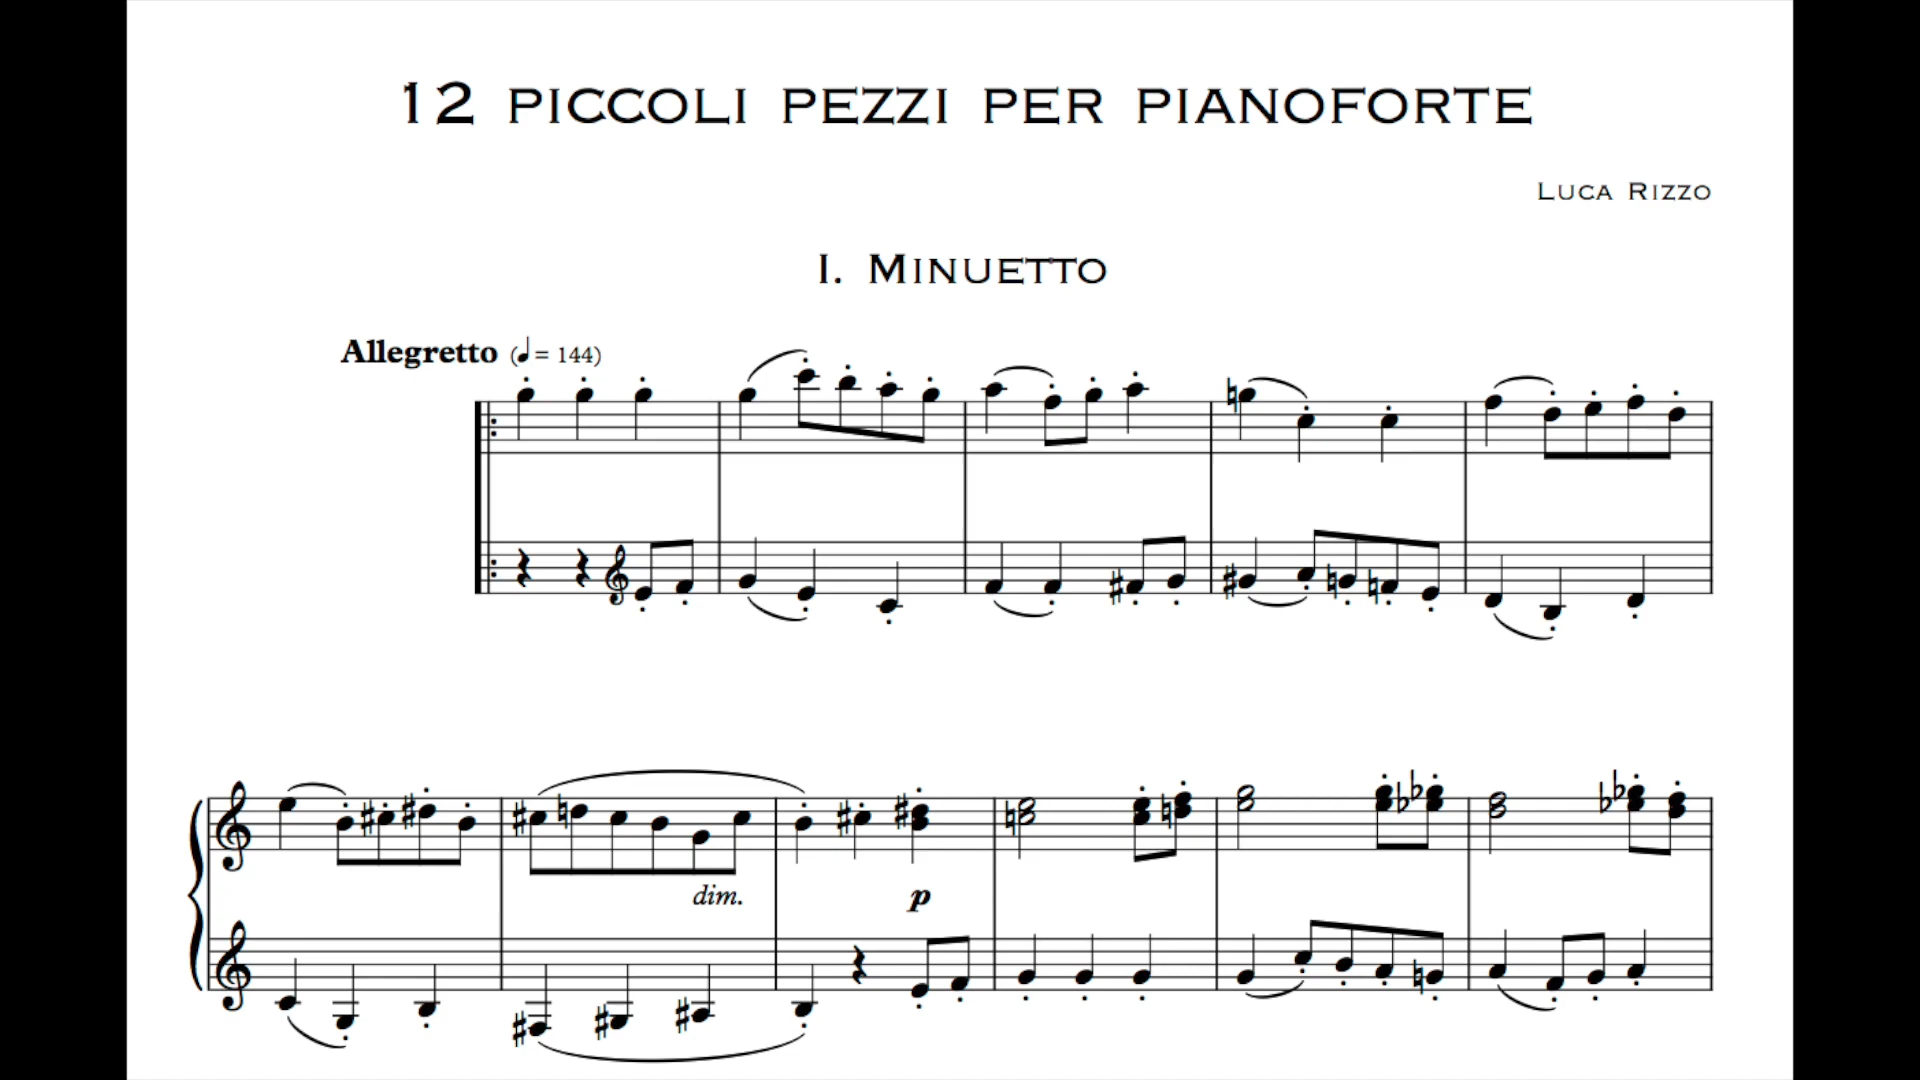 12 PICCOLI PEZZI PER PIANOFORTE
LUCA RIZZO
I. MINUETTO
Allegretto (♩= 144)
dim.
p